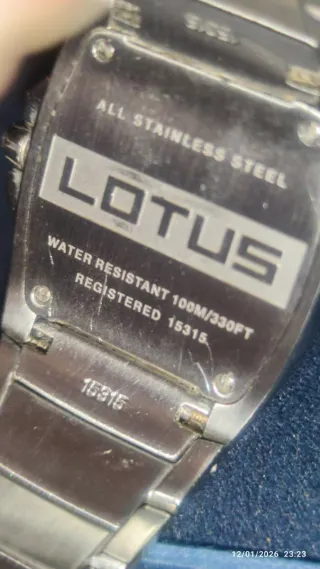 ALL STAINLESS STEEL
LOTUS
WATER RESISTANT 100M/330FT
REGISTERED 15315
15315
12/01/2026 23:23